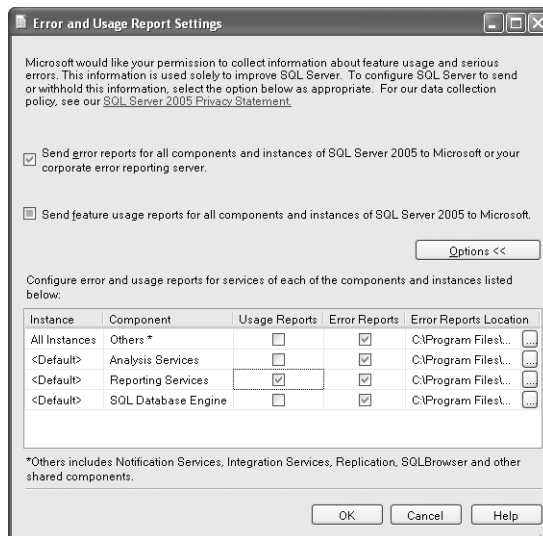 Error and Usage Report Settings
Microsoft would like your permission to collect information about feature usage and serious
errors. This information is used solely to improve SQL Server. To configure SQL Server to send
or withhold this information, select the option below as appropriate. For our data collection
policy, see our SQL Server 2005 Privacy Statement.
Send error reports for all components and instances of SQL Server 2005 to Microsoft or your
corporate error reporting server.
Send feature usage reports for all components and instances of SQL Server 2005 to Microsoft.
Options <<
Configure error and usage reports for services of each of the components and instances listed
below:
Instance Component Usage Reports Error Reports Error Reports Location
All Instances Others * C:\Program Files\... ...
<Default> Analysis Services C:\Program Files\... ...
<Default> Reporting Services C:\Program Files\... ...
<Default> SQL Database Engine C:\Program Files\... ...
*Others includes Notification Services, Integration Services, Replication, SQLBrowser and other
shared components.
OK Cancel Help